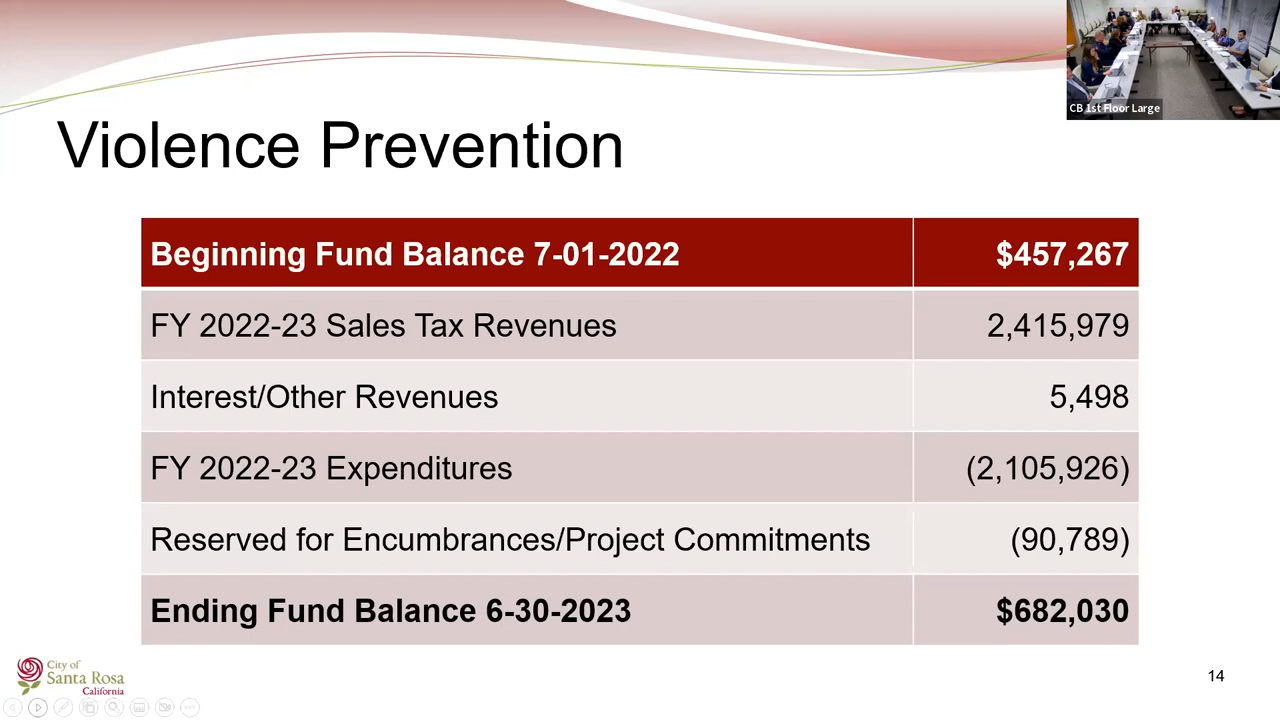 CB 1st Floor Large
Violence Prevention
Beginning Fund Balance 7-01-2022 $457,267
FY 2022-23 Sales Tax Revenues 2,415,979
Interest/Other Revenues 5,498
FY 2022-23 Expenditures (2,105,926)
Reserved for Encumbrances/Project Commitments (90,789)
Ending Fund Balance 6-30-2023 $682,030
City of
Santa Rosa
California
14